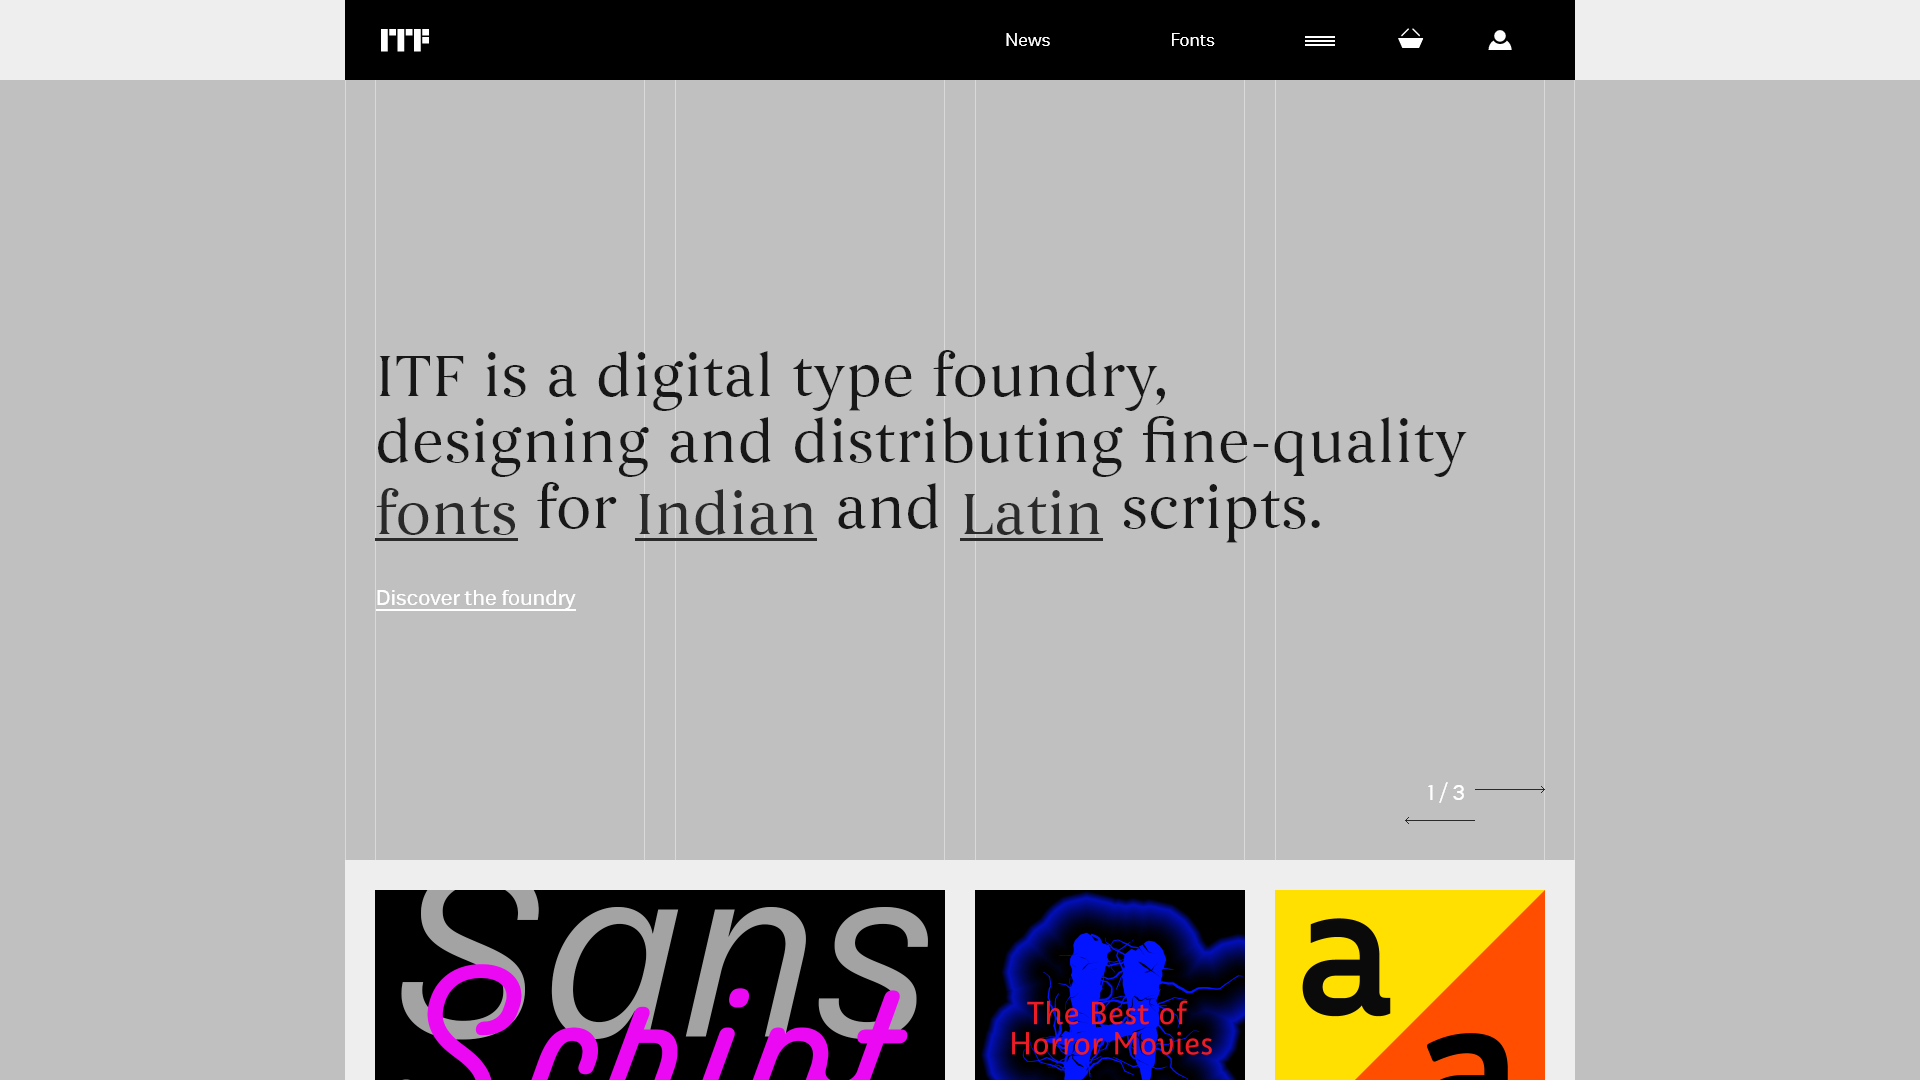 ITF
News
Fonts
ITF is a digital type foundry,
designing and distributing fine-quality
fonts for Indian and Latin scripts.
Discover the foundry
1 / 3
Sans
Script
The Best of
Horror Movies
a
a